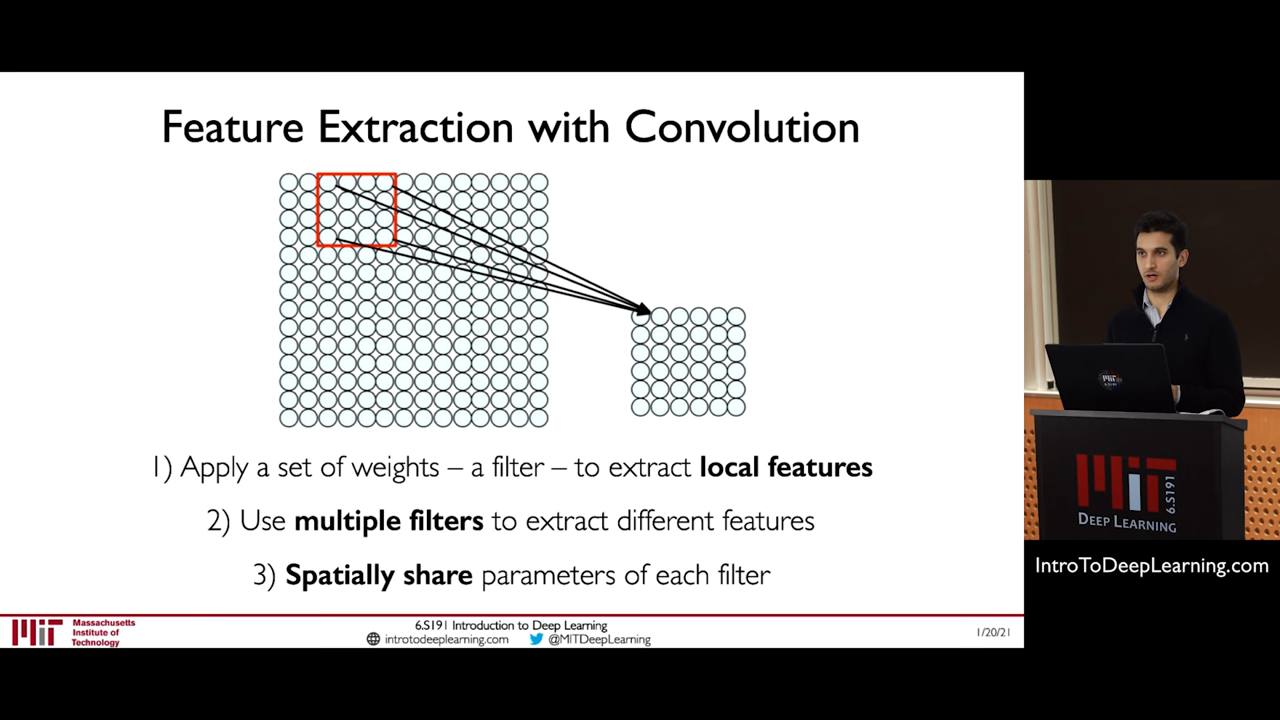 Feature Extraction with Convolution
1) Apply a set of weights – a filter – to extract local features
2) Use multiple filters to extract different features
3) Spatially share parameters of each filter
Massachusetts
Institute of
Technology
6.S191 Introduction to Deep Learning
introtodeeplearning.com @MITDeepLearning
1/20/21
MIT
MIT
6.S191
DEEP LEARNING
IntroToDeepLearning.com